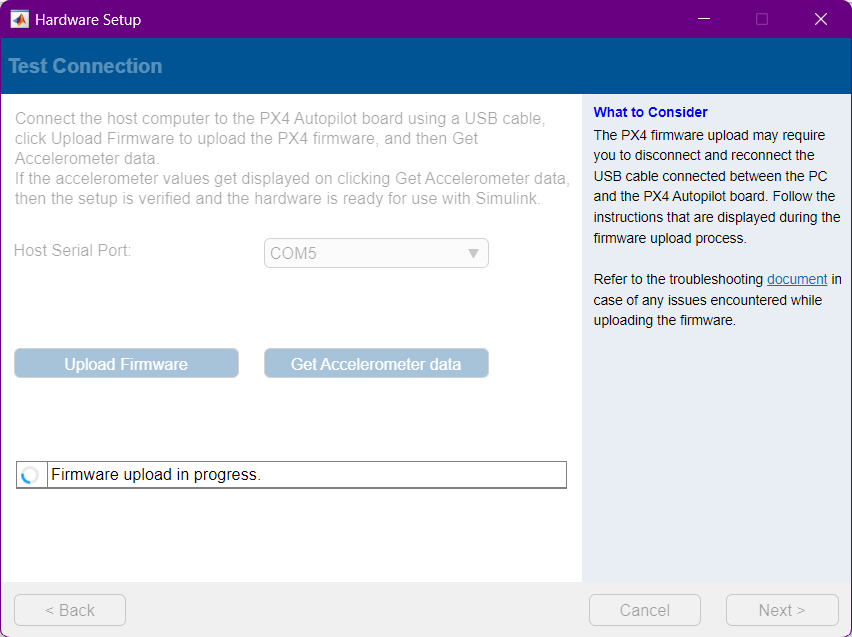 Hardware Setup
Test Connection
Connect the host computer to the PX4 Autopilot board using a USB cable,
click Upload Firmware to upload the PX4 firmware, and then Get
Accelerometer data.
If the accelerometer values get displayed on clicking Get Accelerometer data,
then the setup is verified and the hardware is ready for use with Simulink.
Host Serial Port:
COM5
Upload Firmware
Get Accelerometer data
Firmware upload in progress.
What to Consider
The PX4 firmware upload may require
you to disconnect and reconnect the
USB cable connected between the PC
and the PX4 Autopilot board. Follow the
instructions that are displayed during the
firmware upload process.
Refer to the troubleshooting document in
case of any issues encountered while
uploading the firmware.
< Back
Cancel
Next >